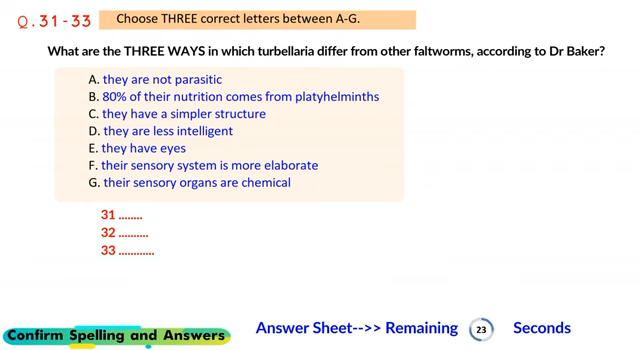 Q.31-33 Choose THREE correct letters between A-G.
What are the THREE WAYS in which turbellaria differ from other faltworms, according to Dr Baker?
A. they are not parasitic
B. 80% of their nutrition comes from platyhelminths
C. they have a simpler structure
D. they are less intelligent
E. they have eyes
F. their sensory system is more elaborate
G. their sensory organs are chemical
31 ........
32 ..........
33 ............
Confirm Spelling and Answers Answer Sheet-->> Remaining 23 Seconds